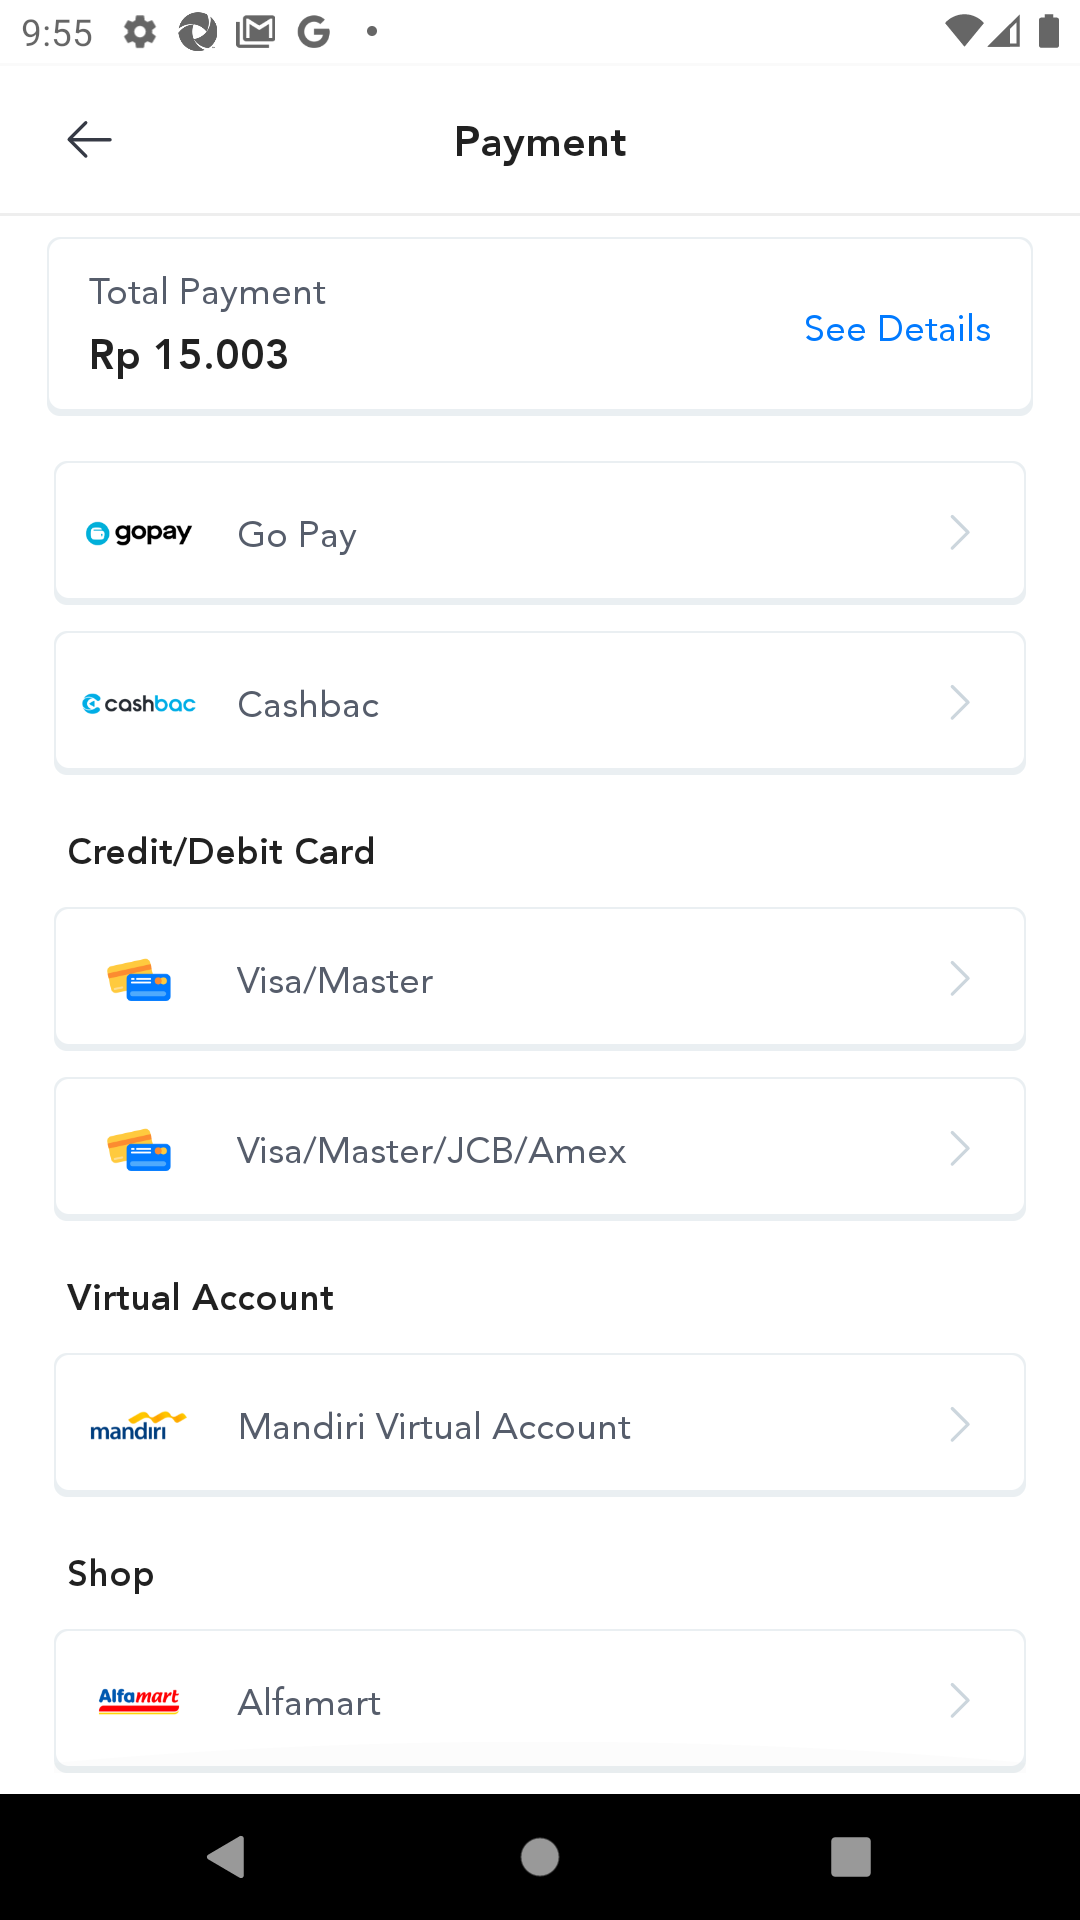 9:55
Payment
Total Payment
Rp 15.003
See Details
gopay Go Pay
cashbac Cashbac
Credit/Debit Card
Visa/Master
Visa/Master/JCB/Amex
Virtual Account
mandiri Mandiri Virtual Account
Shop
Alfamart Alfamart